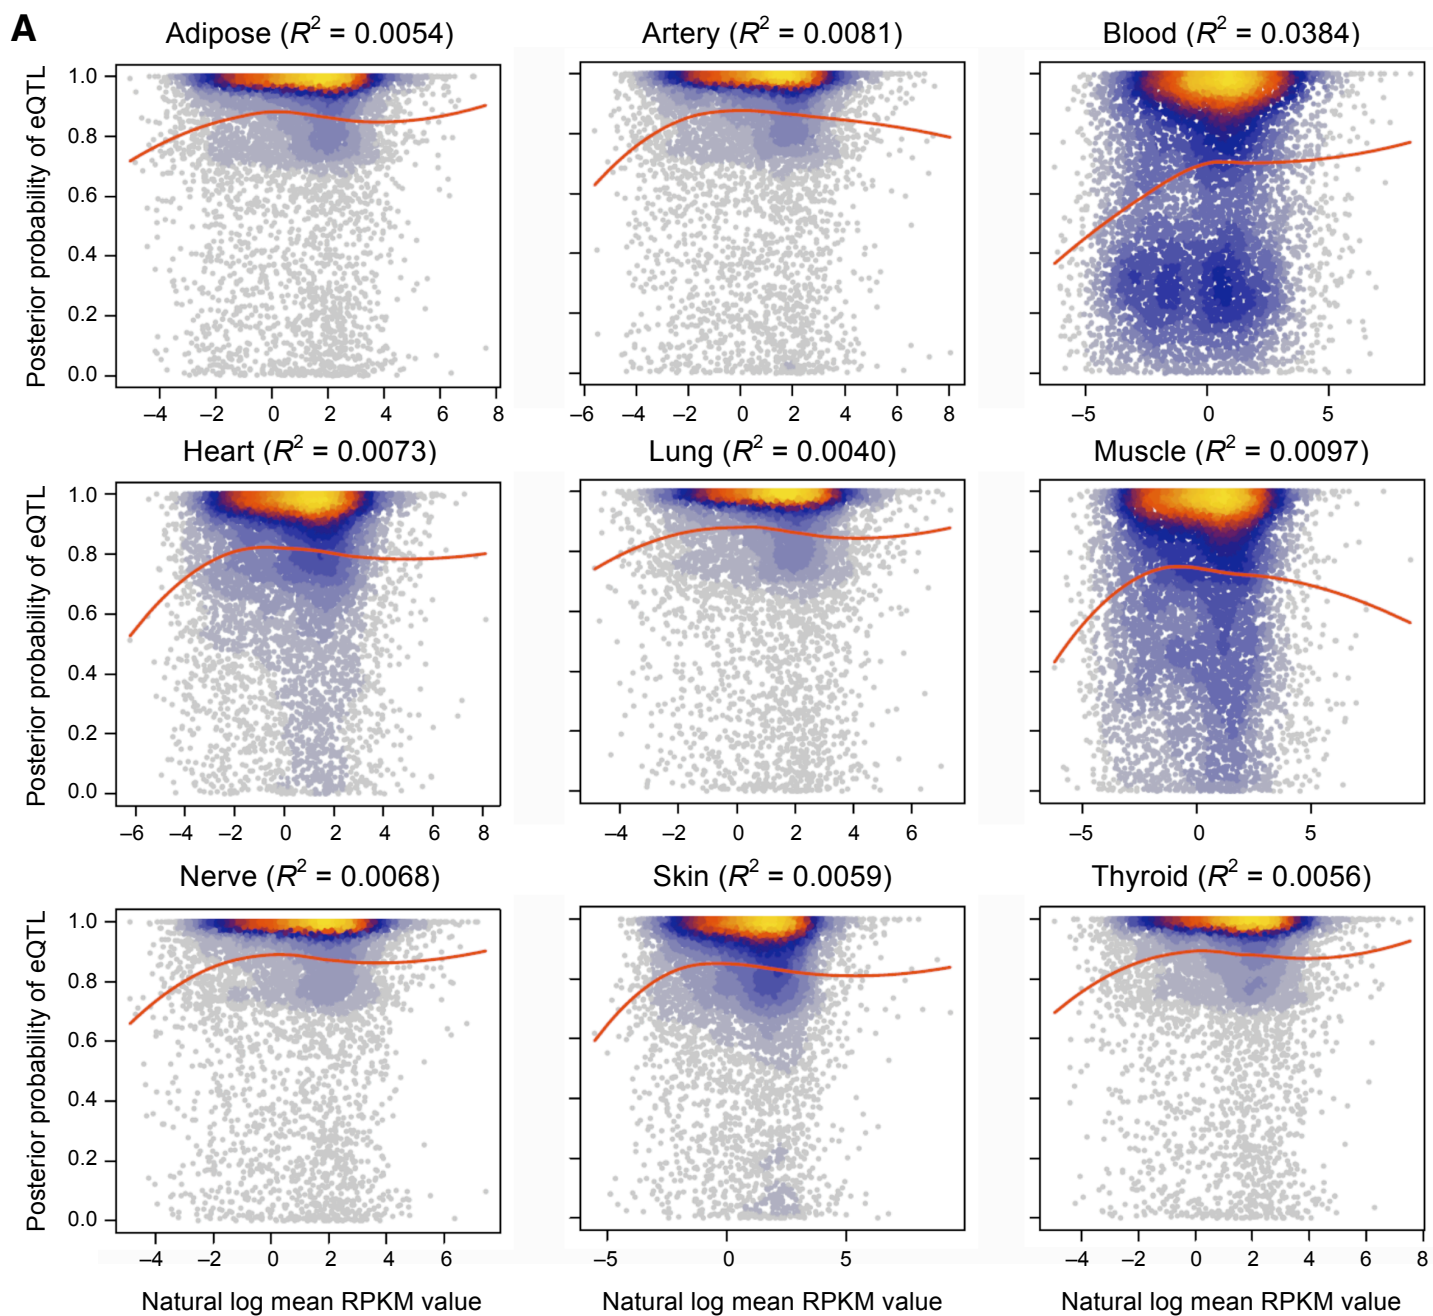 A
Adipose (R² = 0.0054)
Artery (R² = 0.0081)
Blood (R² = 0.0384)
Posterior probability of eQTL
1.0
0.8
0.6
0.4
0.2
0.0
–4 –2 0 2 4 6 8
–6 –4 –2 0 2 4 6 8
–5 0 5
Heart (R² = 0.0073)
Lung (R² = 0.0040)
Muscle (R² = 0.0097)
Posterior probability of eQTL
1.0
0.8
0.6
0.4
0.2
0.0
–6 –4 –2 0 2 4 6 8
–4 –2 0 2 4 6
–5 0 5
Nerve (R² = 0.0068)
Skin (R² = 0.0059)
Thyroid (R² = 0.0056)
Posterior probability of eQTL
1.0
0.8
0.6
0.4
0.2
0.0
–4 –2 0 2 4 6
–5 0 5
–4 –2 0 2 4 6 8
Natural log mean RPKM value
Natural log mean RPKM value
Natural log mean RPKM value